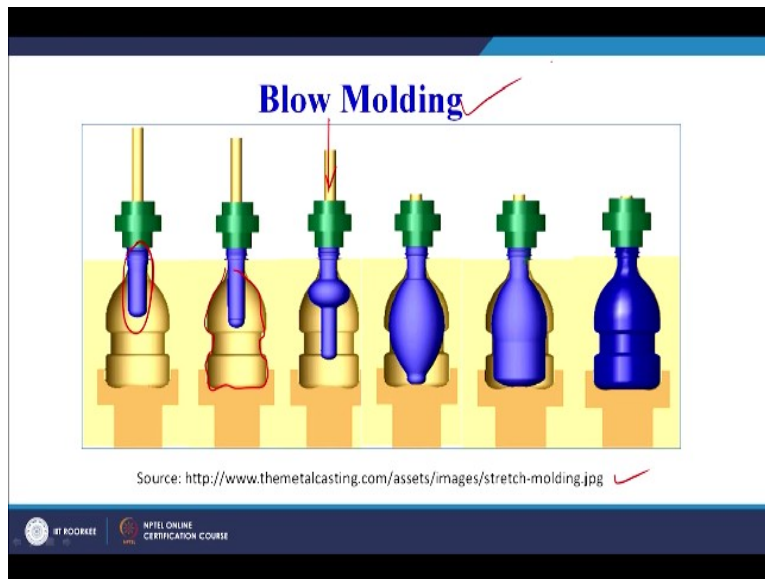 Blow Molding
Source: http://www.themetalcasting.com/assets/images/stretch-molding.jpg
IIT ROORKEE
NPTEL ONLINE
CERTIFICATION COURSE